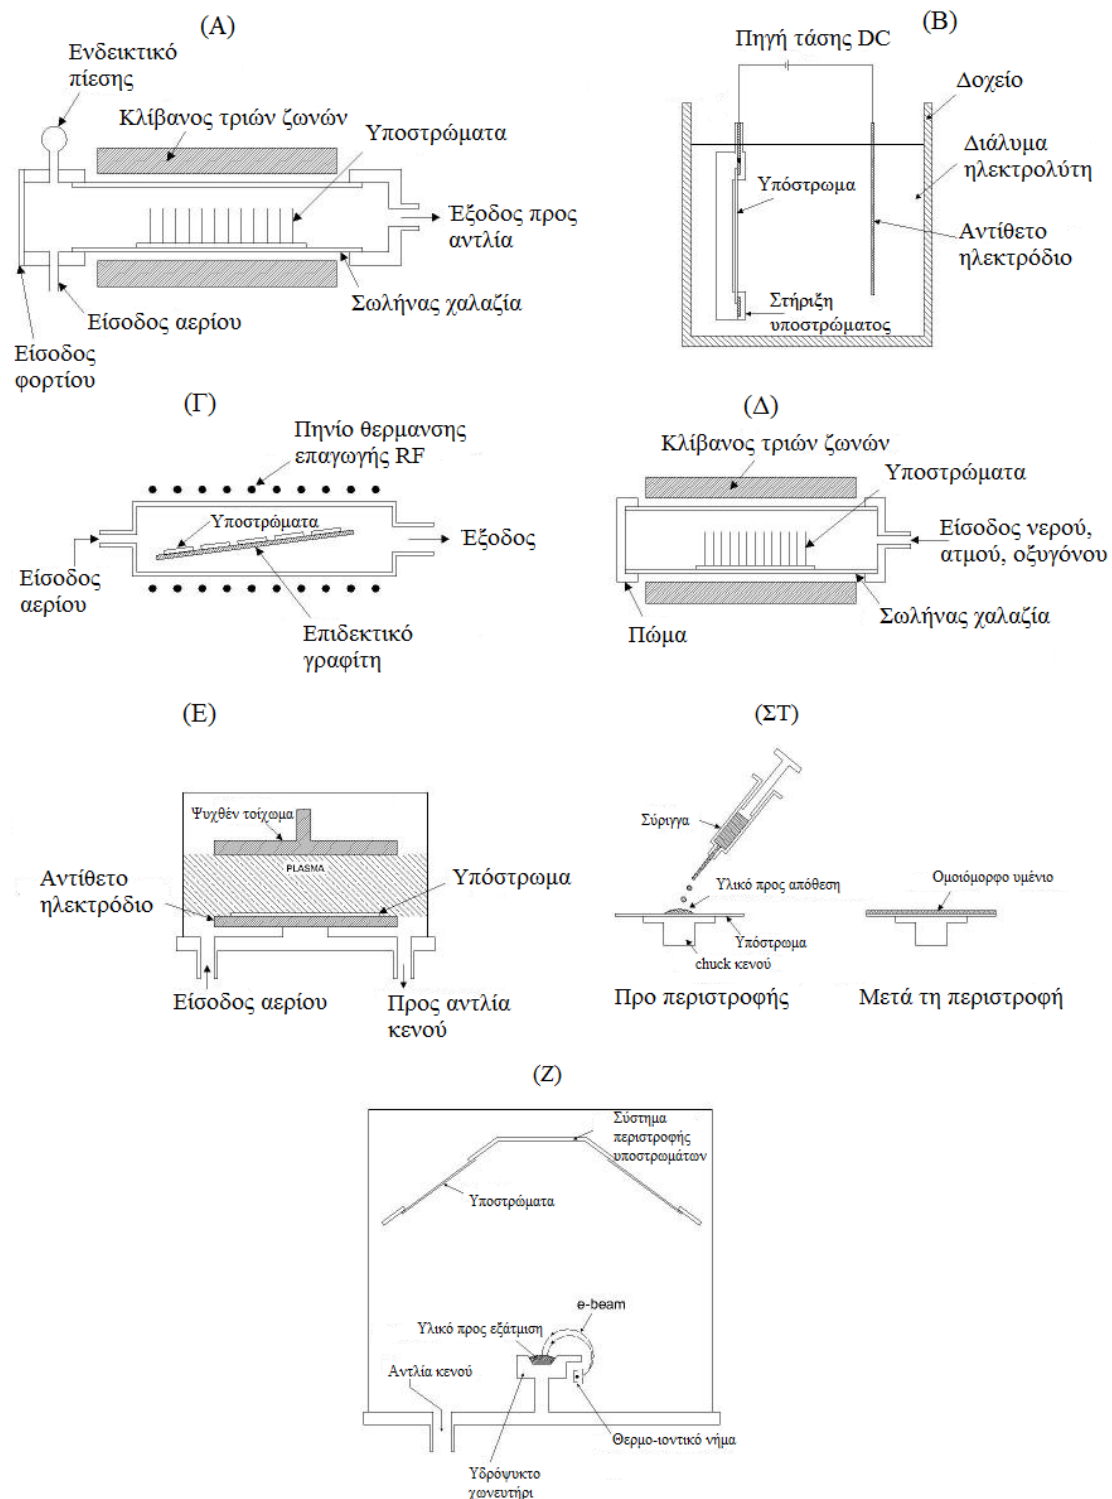 (Α)
Ενδεικτικό
πίεσης
Κλίβανος τριών ζωνών
Υποστρώματα
Έξοδος προς
αντλία
Σωλήνας χαλαζία
Είσοδος αερίου
Είσοδος
φορτίου
(Β)
Πηγή τάσης DC
Δοχείο
Διάλυμα
ηλεκτρολύτη
Υπόστρωμα
Αντίθετο
ηλεκτρόδιο
Στήριξη
υποστρώματος
(Γ)
Πηνίο θερμανσης
επαγωγής RF
Υποστρώματα
Έξοδος
Είσοδος
αερίου
Επιδεκτικό
γραφίτη
(Δ)
Κλίβανος τριών ζωνών
Υποστρώματα
Είσοδος νερού,
ατμού, οξυγόνου
Σωλήνας χαλαζία
Πώμα
(Ε)
Ψυχθέν τοίχωμα
PLASMA
Αντίθετο
ηλεκτρόδιο
Υπόστρωμα
Είσοδος αερίου
Προς αντλία
κενού
(ΣΤ)
Σύριγγα
Υλικό προς απόθεση
Ομοιόμορφο υμένιο
Υπόστρωμα
chuck κενού
Προ περιστροφής
Μετά τη περιστροφή
(Ζ)
Σύστημα
περιστροφής
υποστρωμάτων
Υποστρώματα
e-beam
Υλικό προς εξάτμιση
Αντλία κενού
Θερμο-ιοντικό νήμα
Υδρόψυκτο
χωνευτήρι